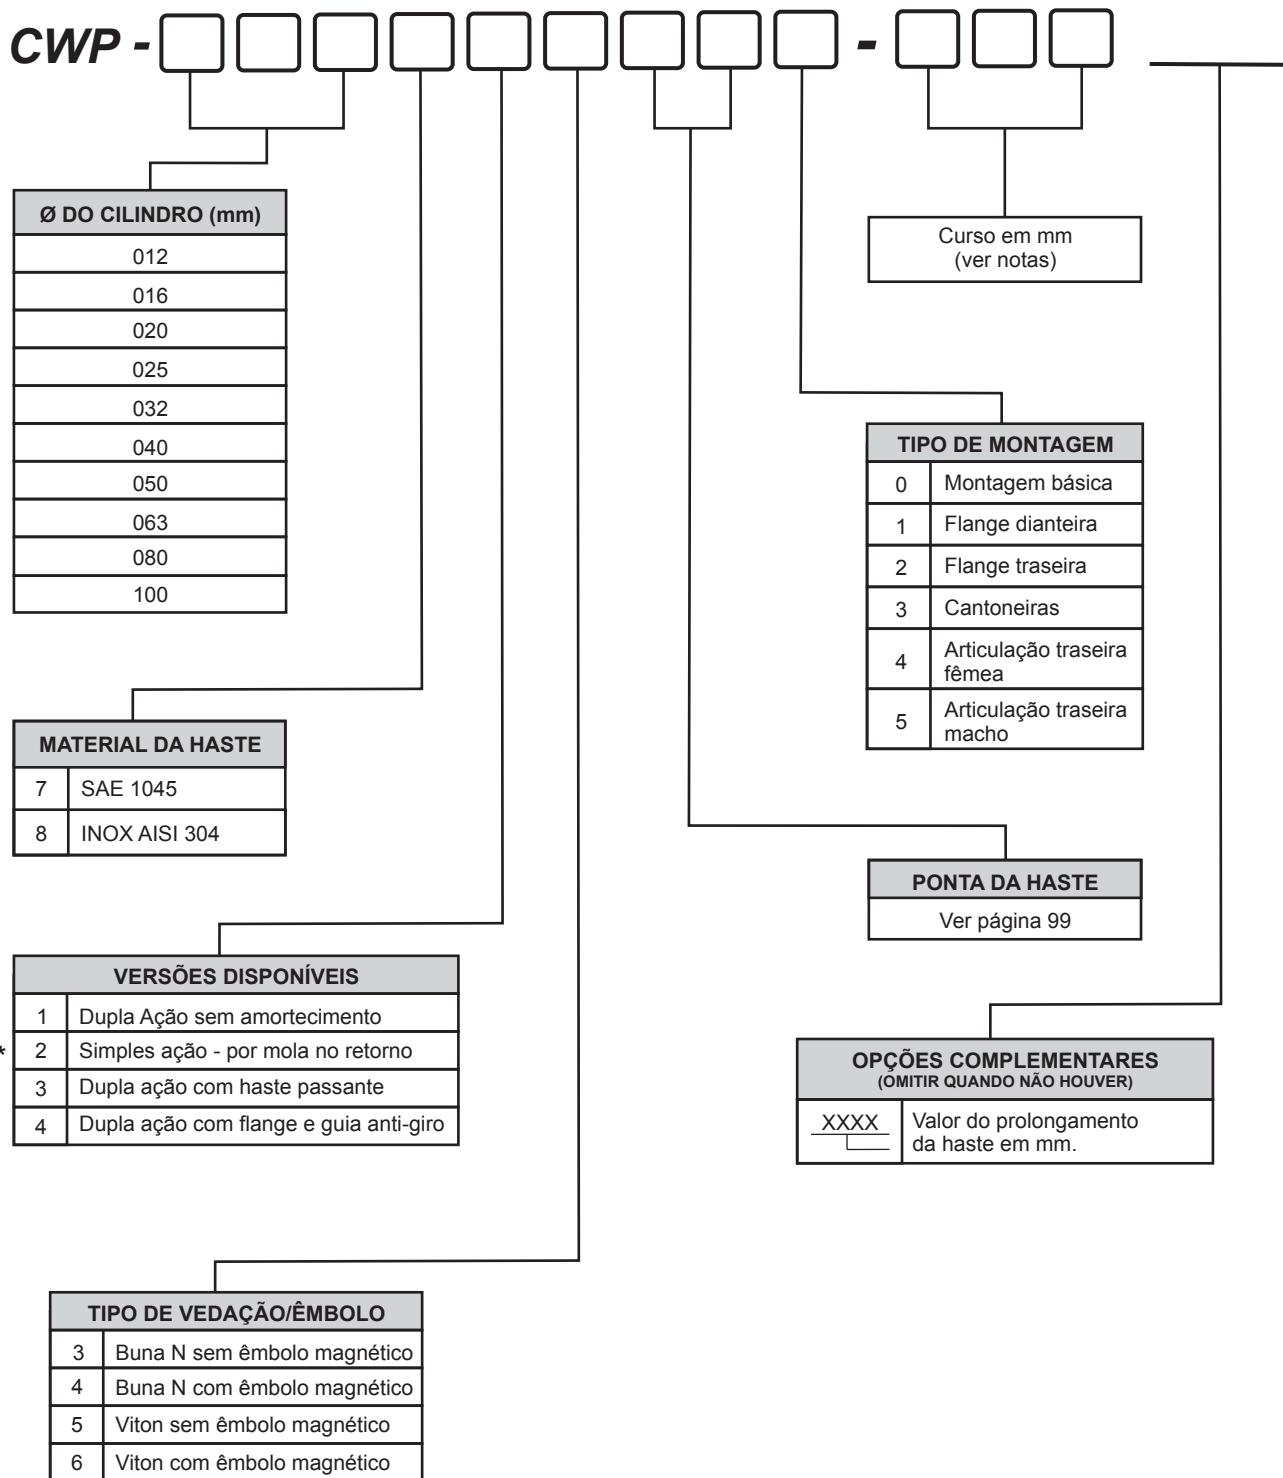 CWP - -
Ø DO CILINDRO (mm)
012
016
020
025
032
040
050
063
080
100
Curso em mm
(ver notas)
TIPO DE MONTAGEM
0 Montagem básica
1 Flange dianteira
2 Flange traseira
3 Cantoneiras
4 Articulação traseira
fêmea
5 Articulação traseira
macho
MATERIAL DA HASTE
7 SAE 1045
8 INOX AISI 304
PONTA DA HASTE
Ver página 99
VERSÕES DISPONÍVEIS
1 Dupla Ação sem amortecimento
* 2 Simples ação - por mola no retorno
3 Dupla ação com haste passante
4 Dupla ação com flange e guia anti-giro
OPÇÕES COMPLEMENTARES
(OMITIR QUANDO NÃO HOUVER)
XXXX Valor do prolongamento
da haste em mm.
TIPO DE VEDAÇÃO/ÊMBOLO
3 Buna N sem êmbolo magnético
4 Buna N com êmbolo magnético
5 Viton sem êmbolo magnético
6 Viton com êmbolo magnético